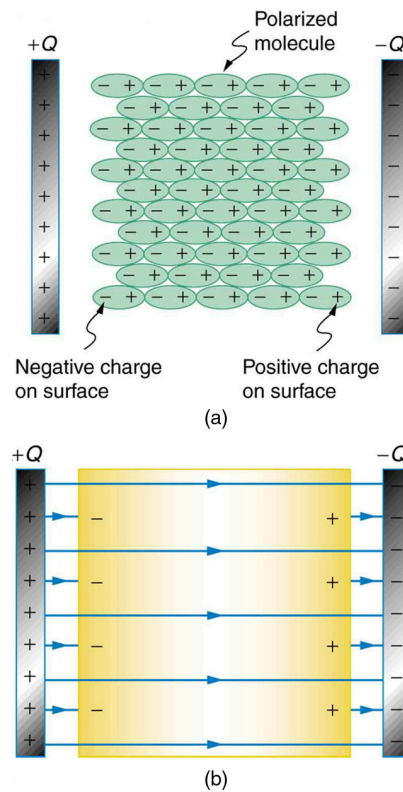 Polarized
molecule
+Q
−Q
Negative charge
on surface
Positive charge
on surface
(a)
+Q
−Q
(b)